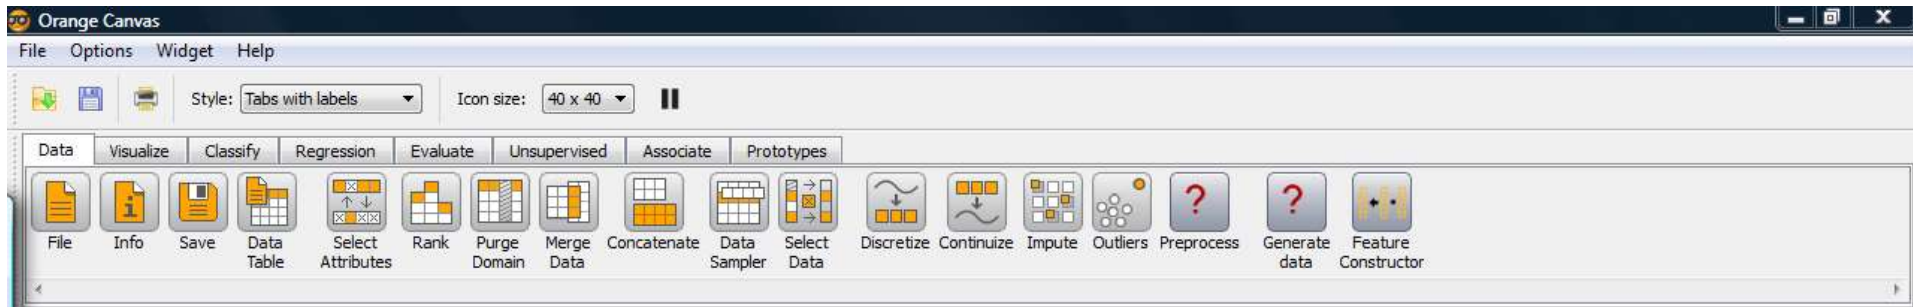 Orange Canvas
File Options Widget Help
Style: Tabs with labels Icon size: 40 x 40
Data Visualize Classify Regression Evaluate Unsupervised Associate Prototypes
File Info Save Data Select Rank Purge Merge Concatenate Data Select Discretize Continuize Impute Outliers Preprocess Generate Feature
Table Attributes Domain Data Sampler Data data Constructor